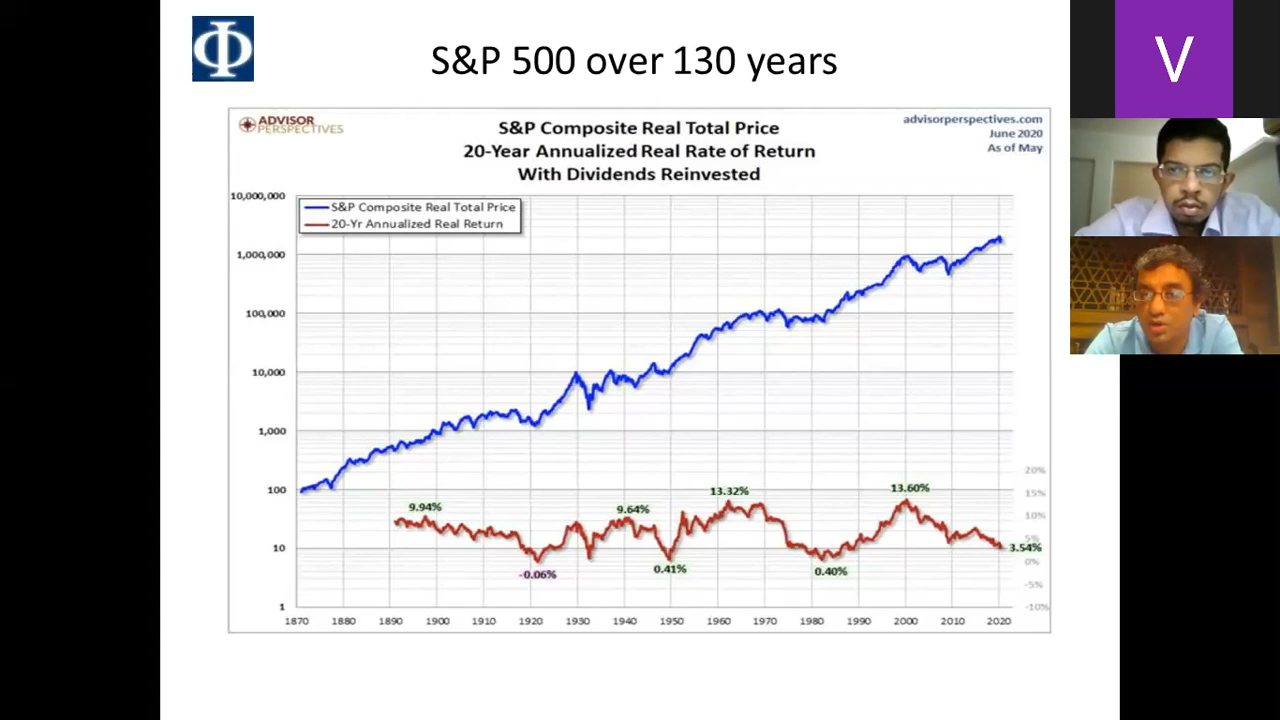 Φ
S&P 500 over 130 years
V
ADVISOR
PERSPECTIVES
advisorperspectives.com
June 2020
As of May
S&P Composite Real Total Price
20-Year Annualized Real Rate of Return
With Dividends Reinvested
S&P Composite Real Total Price
20-Yr Annualized Real Return
10,000,000
1,000,000
100,000
10,000
1,000
100
10
1
20%
15%
10%
5%
0%
-5%
-10%
9.94%
-0.06%
9.64%
0.41%
13.32%
0.40%
13.60%
3.54%
1870 1880 1890 1900 1910 1920 1930 1940 1950 1960 1970 1980 1990 2000 2010 2020